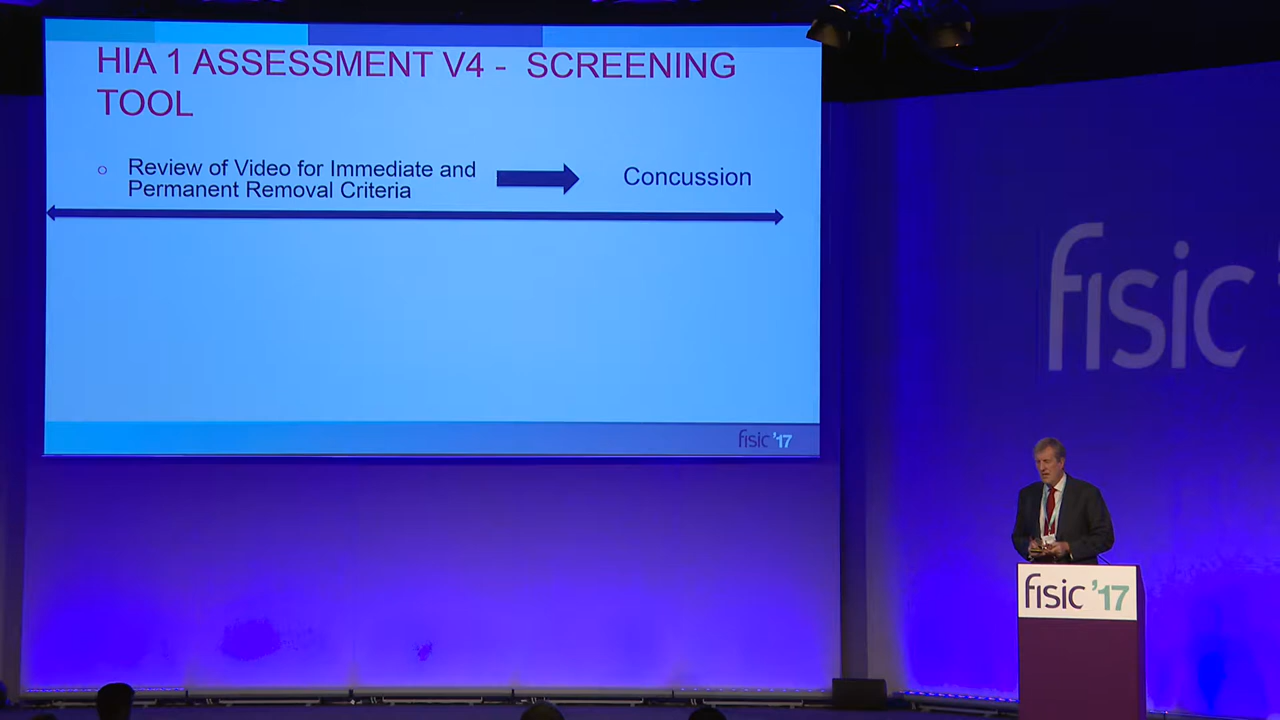 HIA 1 ASSESSMENT V4 - SCREENING
TOOL
Review of Video for Immediate and
Permanent Removal Criteria
Concussion
fisic '17
fisic '
fisic '17